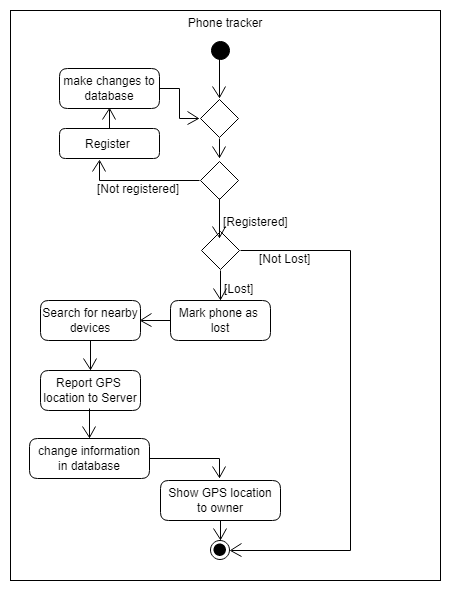 Phone tracker
make changes to
database
Register
[Not registered]
[Registered]
[Not Lost]
[Lost]
Mark phone as
lost
Search for nearby
devices
Report GPS
location to Server
change information
in database
Show GPS location
to owner